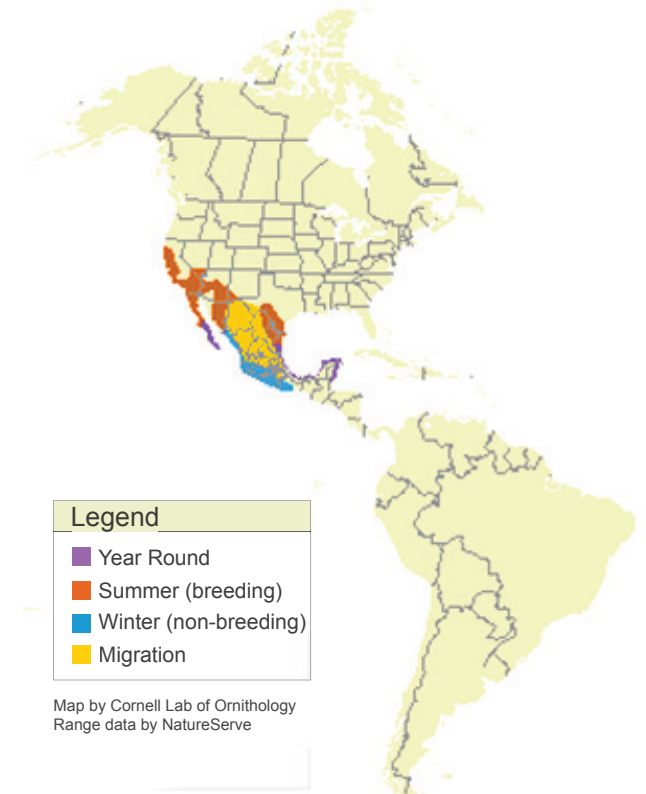 Legend
Year Round
Summer (breeding)
Winter (non-breeding)
Migration
Map by Cornell Lab of Ornithology
Range data by NatureServe